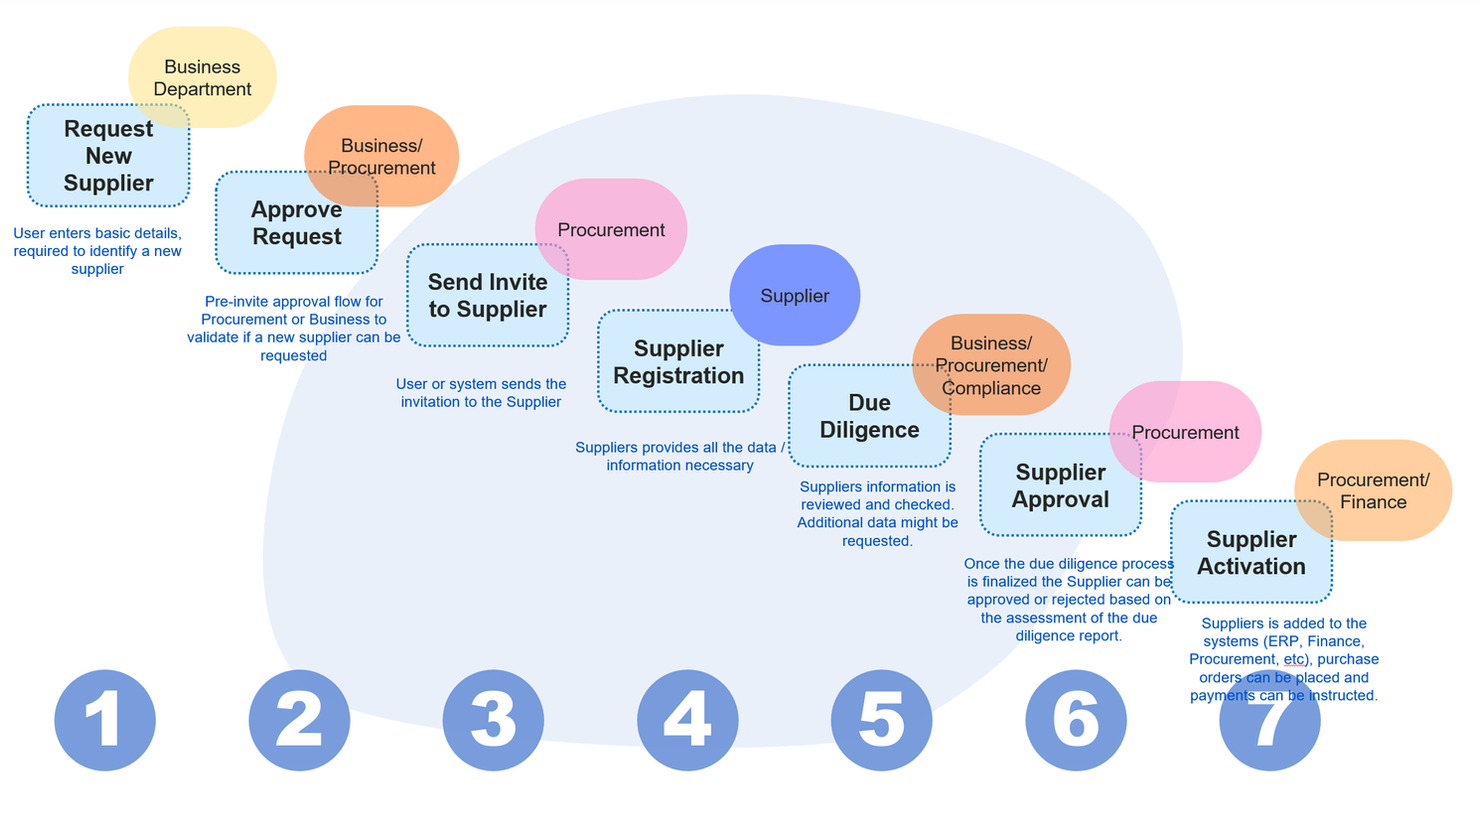 Business
Department
Request
New
Supplier
User enters basic details,
required to identify a new
supplier
Business/
Procurement
Approve
Request
Pre-invite approval flow for
Procurement or Business to
validate if a new supplier can be
requested
Procurement
Send Invite
to Supplier
User or system sends the
invitation to the Supplier
Supplier
Supplier
Registration
Suppliers provides all the data /
information necessary
Business/
Procurement/
Compliance
Due
Diligence
Suppliers information is
reviewed and checked.
Additional data might be
requested.
Procurement
Supplier
Approval
Once the due diligence process
is finalized the Supplier can be
approved or rejected based on
the assessment of the due
diligence report.
Procurement/
Finance
Supplier
Activation
Suppliers is added to the
systems (ERP, Finance,
Procurement, etc), purchase
orders can be placed and
payments can be instructed.
1
2
3
4
5
6
7